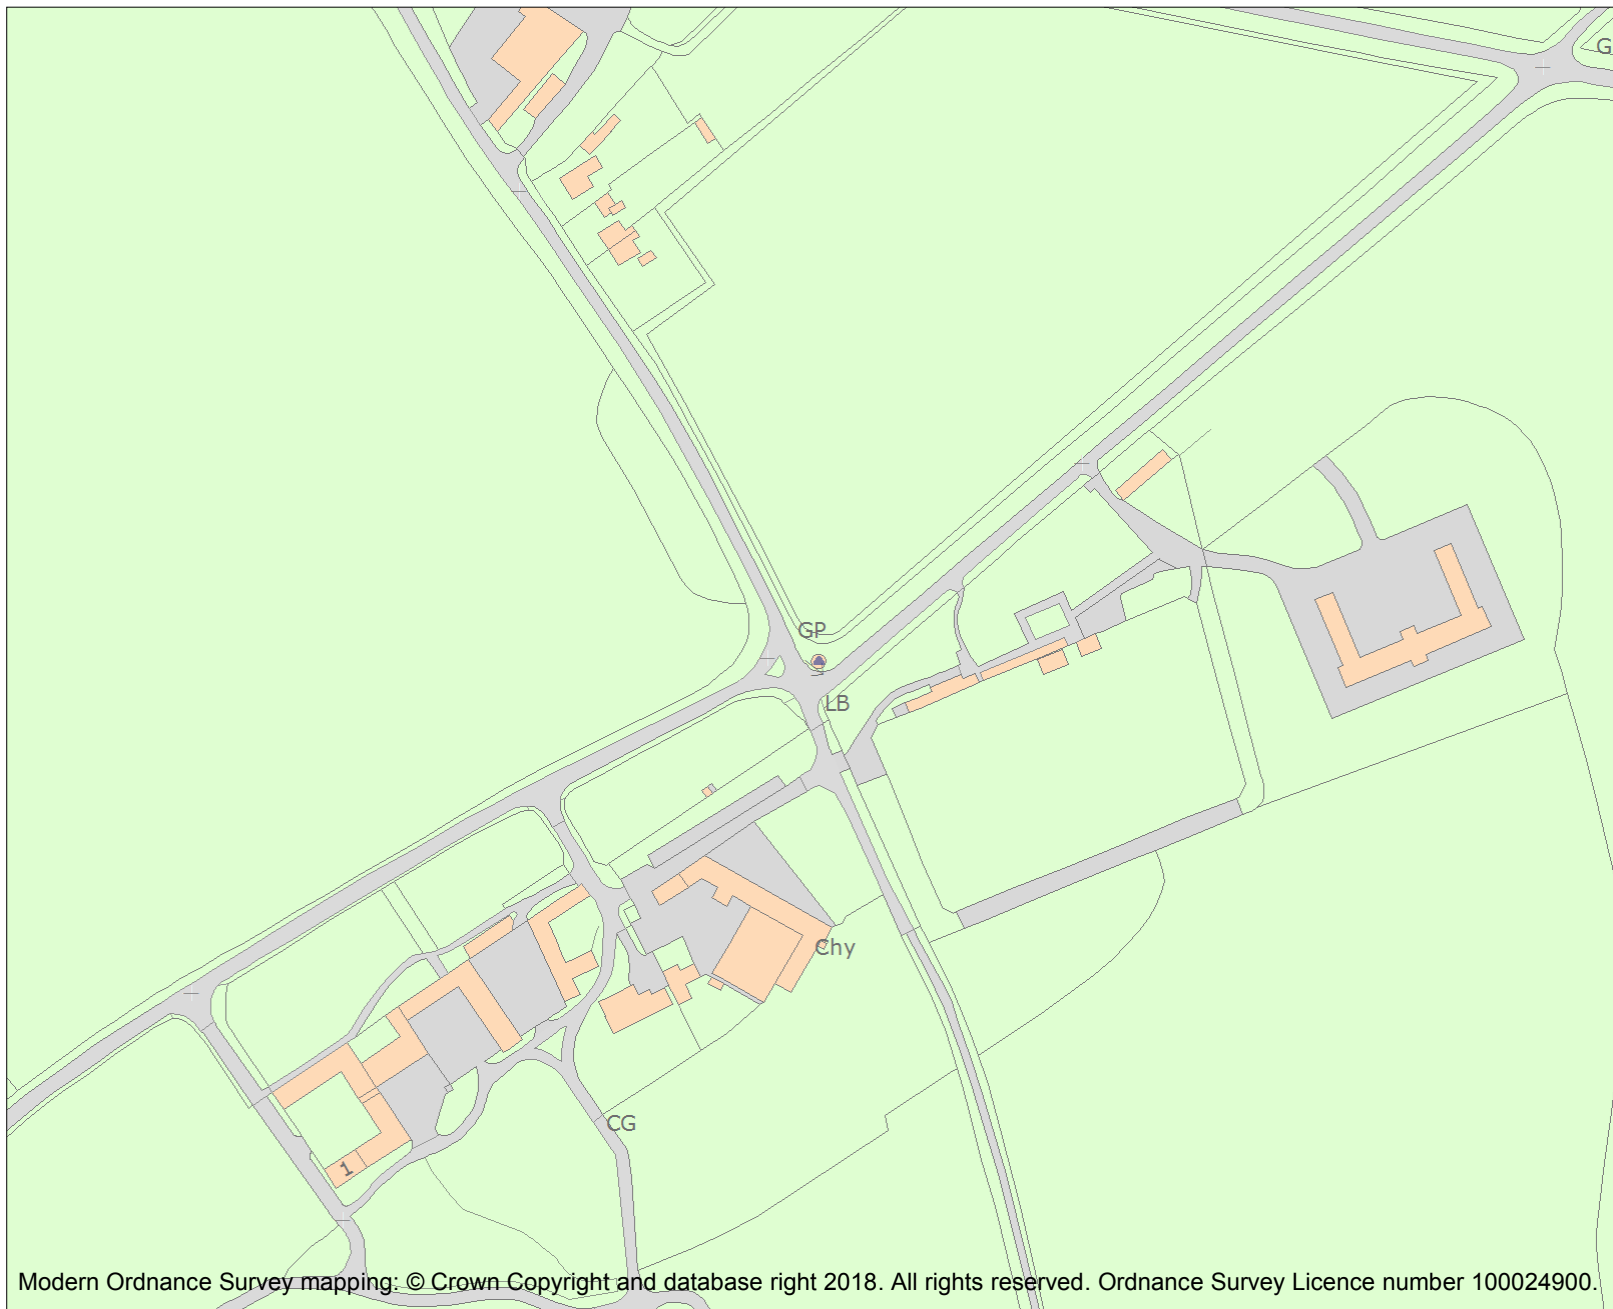 G
GP
LB
Chy
CG
1
Modern Ordnance Survey mapping: © Crown Copyright and database right 2018. All rights reserved. Ordnance Survey Licence number 100024900.